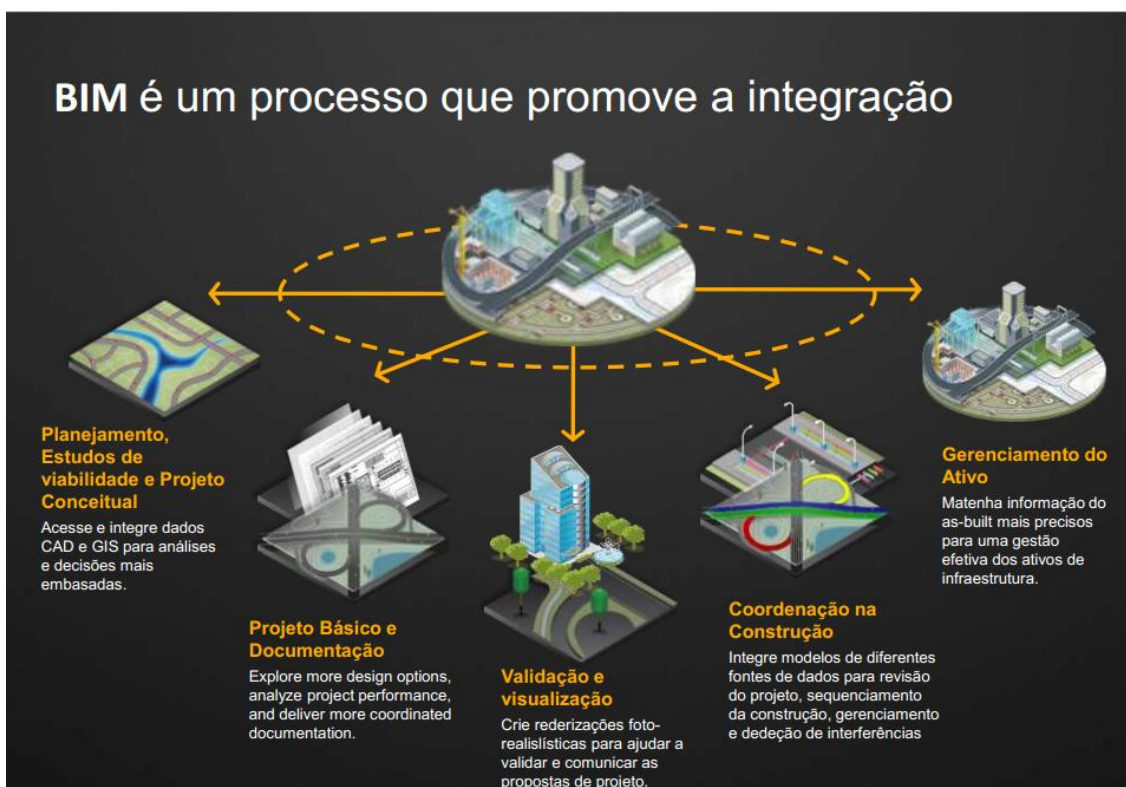 BIM é um processo que promove a integração
Planejamento,
Estudos de
viabilidade e Projeto
Conceitual
Acesse e integre dados
CAD e GIS para análises
e decisões mais
embasadas.
Projeto Básico e
Documentação
Explore more design options,
analyze project performance,
and deliver more coordinated
documentation.
Validação e
visualização
Crie rederizações foto-
realislísticas para ajudar a
validar e comunicar as
propostas de projeto.
Coordenação na
Construção
Integre modelos de diferentes
fontes de dados para revisão
do projeto, sequenciamento
da construção, gerenciamento
e dedeção de interferências
Gerenciamento do
Ativo
Matenha informação do
as-built mais precisos
para uma gestão
efetiva dos ativos de
infraestrutura.